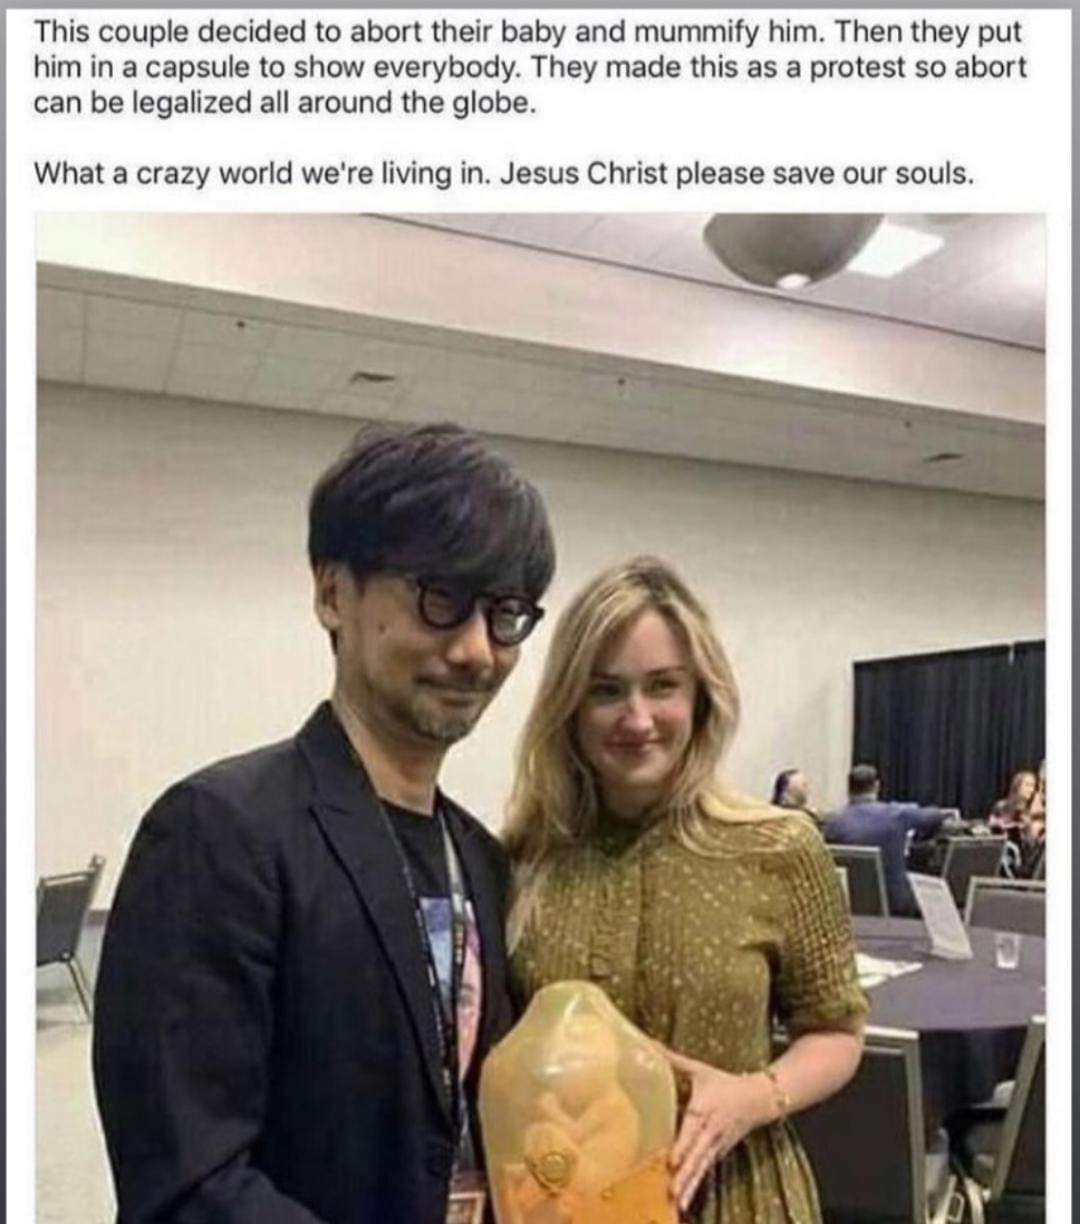 This couple decided to abort their baby and mummify him. Then they put
him in a capsule to show everybody. They made this as a protest so abort
can be legalized all around the globe.
What a crazy world we're living in. Jesus Christ please save our souls.